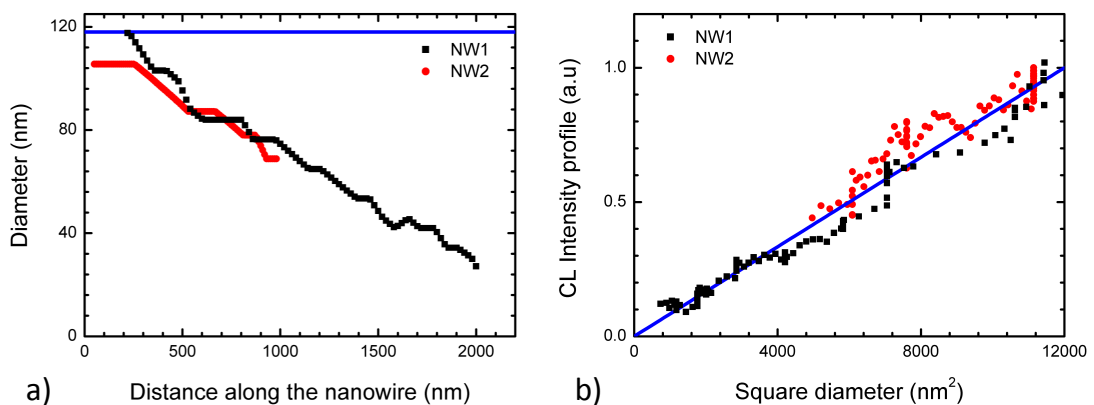 120
80
40
0
Diameter (nm)
NW1
NW2
0 500 1000 1500 2000
a) Distance along the nanowire (nm)
1.0
0.5
0.0
CL Intensity profile (a.u)
NW1
NW2
0 4000 8000 12000
b) Square diameter (nm²)